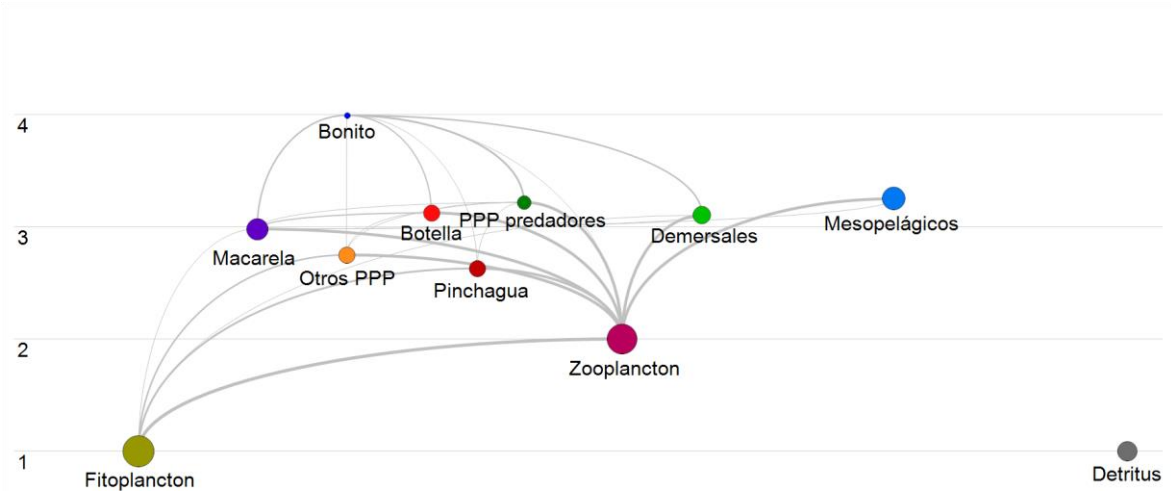 4
Bonito
3
PPP predadores
Botella
Demersales
Mesopelágicos
Macarela
Otros PPP
Pinchagua
2
Zooplancton
1
Fitoplancton
Detritus